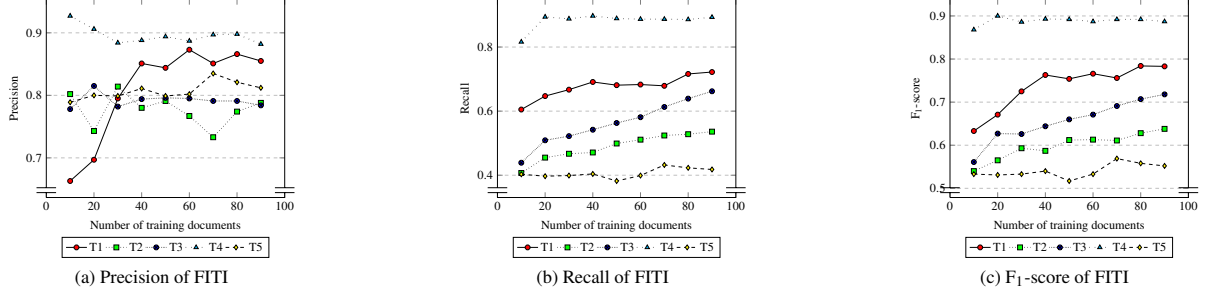 0.9
0.8
0.7
Precision
0 20 40 60 80 100
Number of training documents
T1 T2 T3 T4 T5
(a) Precision of FITI
0.8
0.6
0.4
Recall
0 20 40 60 80 100
Number of training documents
T1 T2 T3 T4 T5
(b) Recall of FITI
0.9
0.8
0.7
0.6
0.5
F1-score
0 20 40 60 80 100
Number of training documents
T1 T2 T3 T4 T5
(c) F1-score of FITI